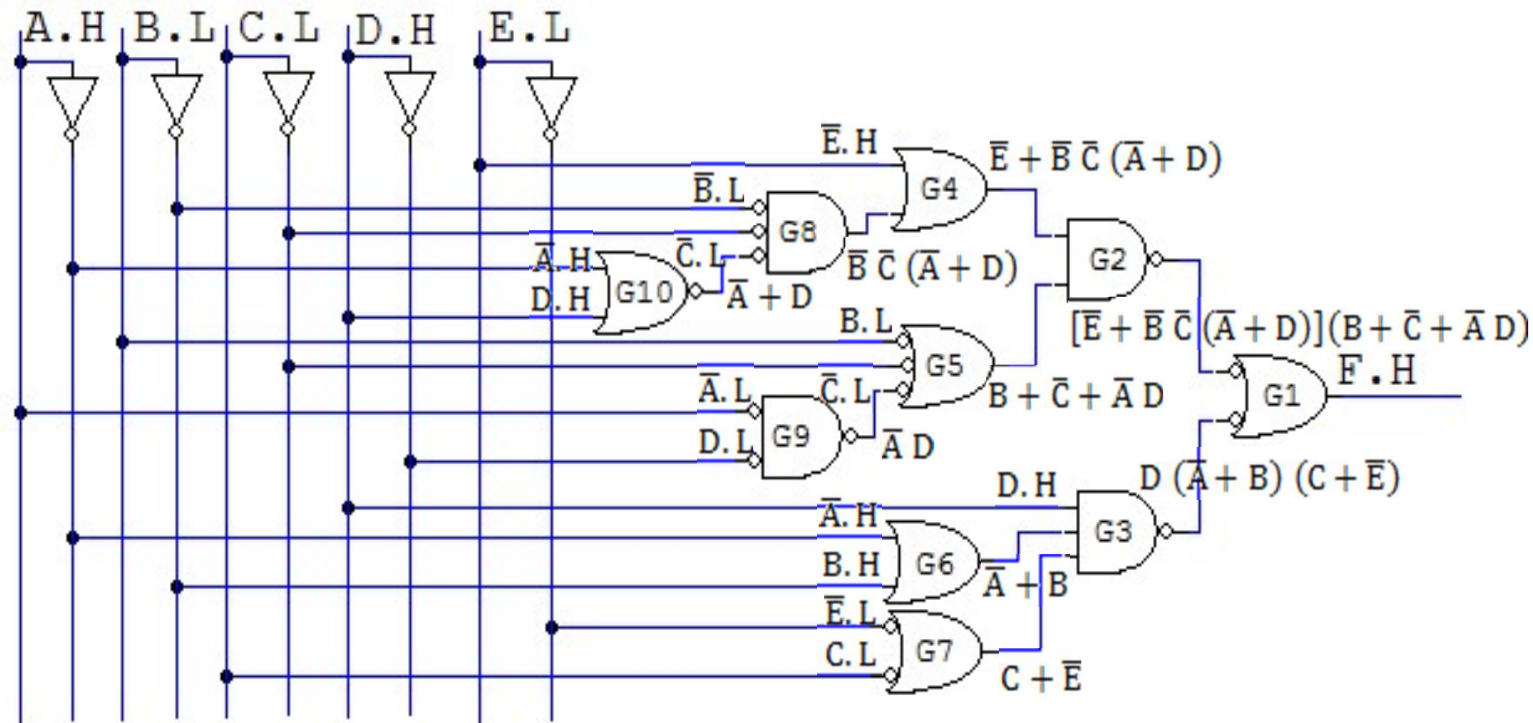 A.H B.L C.L D.H E.L
E̅.H
E̅ + B̅ C̅ (A̅ + D)
G4
B̅.L
G8
G2
A̅.H
C̅.L
B̅ C̅ (A̅ + D)
G10
D.H
A̅ + D
B.L
[E̅ + B̅ C̅ (A̅ + D)](B + C̅ + A̅ D)
G5
F.H
A̅.L
C̅.L
B + C̅ + A̅ D
G1
G9
D.L
A̅ D
D.H
D (A̅ + B) (C + E̅)
A̅.H
G3
B.H
G6
A̅ + B
E̅.L
G7
C.L
C + E̅